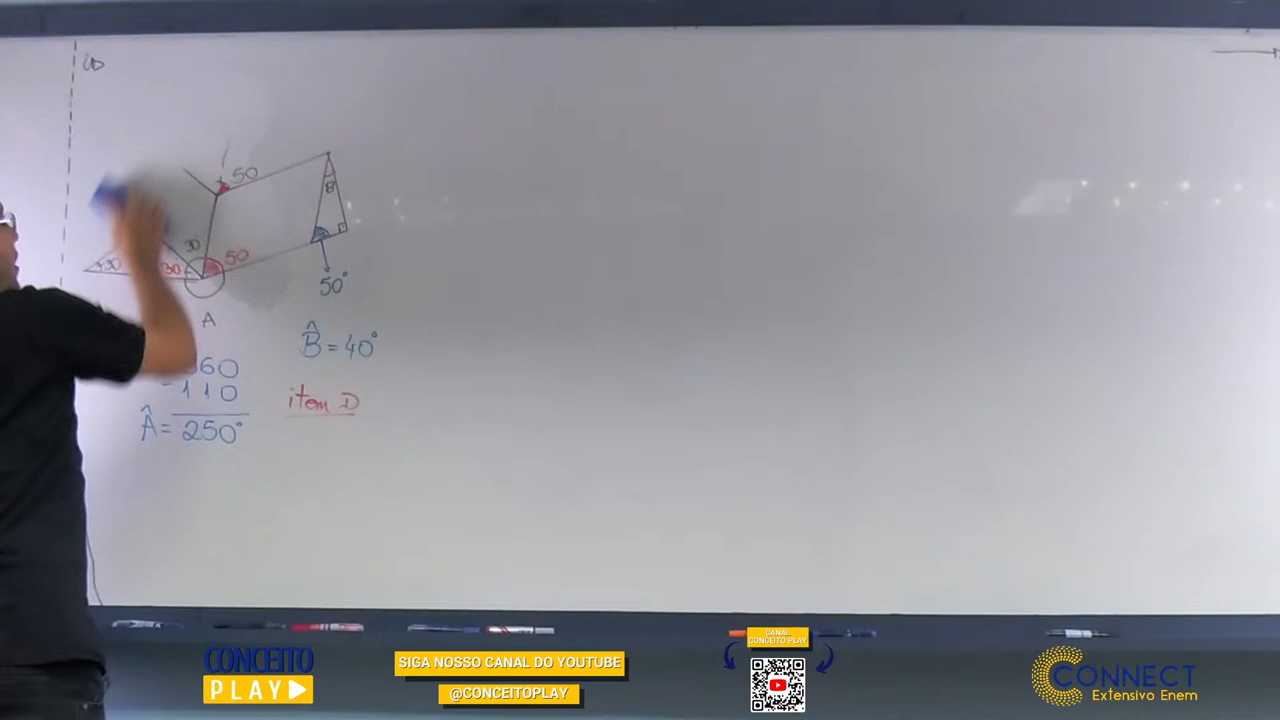 50
B
30
30
30
50
50°
A
B̂ = 40°
360
- 110
Â = 250°
item D
CONCEITO
PLAY
SIGA NOSSO CANAL DO YOUTUBE
@CONCEITOPLAY
CANAL
CONCEITO PLAY
CONNECT
Extensivo Enem